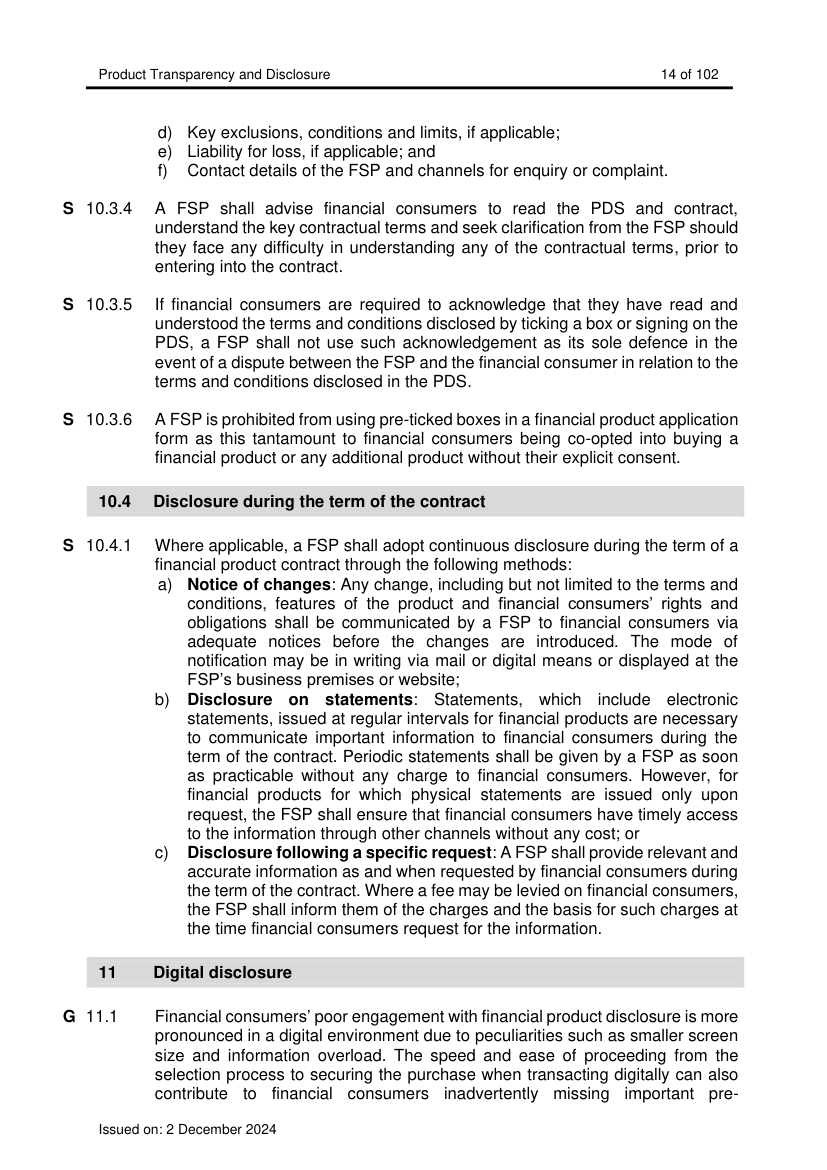 Product Transparency and Disclosure 14 of 102
d) Key exclusions, conditions and limits, if applicable;
e) Liability for loss, if applicable; and
f) Contact details of the FSP and channels for enquiry or complaint.
S 10.3.4 A FSP shall advise financial consumers to read the PDS and contract,
understand the key contractual terms and seek clarification from the FSP should
they face any difficulty in understanding any of the contractual terms, prior to
entering into the contract.
S 10.3.5 If financial consumers are required to acknowledge that they have read and
understood the terms and conditions disclosed by ticking a box or signing on the
PDS, a FSP shall not use such acknowledgement as its sole defence in the
event of a dispute between the FSP and the financial consumer in relation to the
terms and conditions disclosed in the PDS.
S 10.3.6 A FSP is prohibited from using pre-ticked boxes in a financial product application
form as this tantamount to financial consumers being co-opted into buying a
financial product or any additional product without their explicit consent.
10.4 Disclosure during the term of the contract
S 10.4.1 Where applicable, a FSP shall adopt continuous disclosure during the term of a
financial product contract through the following methods:
a) Notice of changes: Any change, including but not limited to the terms and
conditions, features of the product and financial consumers’ rights and
obligations shall be communicated by a FSP to financial consumers via
adequate notices before the changes are introduced. The mode of
notification may be in writing via mail or digital means or displayed at the
FSP’s business premises or website;
b) Disclosure on statements: Statements, which include electronic
statements, issued at regular intervals for financial products are necessary
to communicate important information to financial consumers during the
term of the contract. Periodic statements shall be given by a FSP as soon
as practicable without any charge to financial consumers. However, for
financial products for which physical statements are issued only upon
request, the FSP shall ensure that financial consumers have timely access
to the information through other channels without any cost; or
c) Disclosure following a specific request: A FSP shall provide relevant and
accurate information as and when requested by financial consumers during
the term of the contract. Where a fee may be levied on financial consumers,
the FSP shall inform them of the charges and the basis for such charges at
the time financial consumers request for the information.
11 Digital disclosure
G 11.1 Financial consumers’ poor engagement with financial product disclosure is more
pronounced in a digital environment due to peculiarities such as smaller screen
size and information overload. The speed and ease of proceeding from the
selection process to securing the purchase when transacting digitally can also
contribute to financial consumers inadvertently missing important pre-
Issued on: 2 December 2024